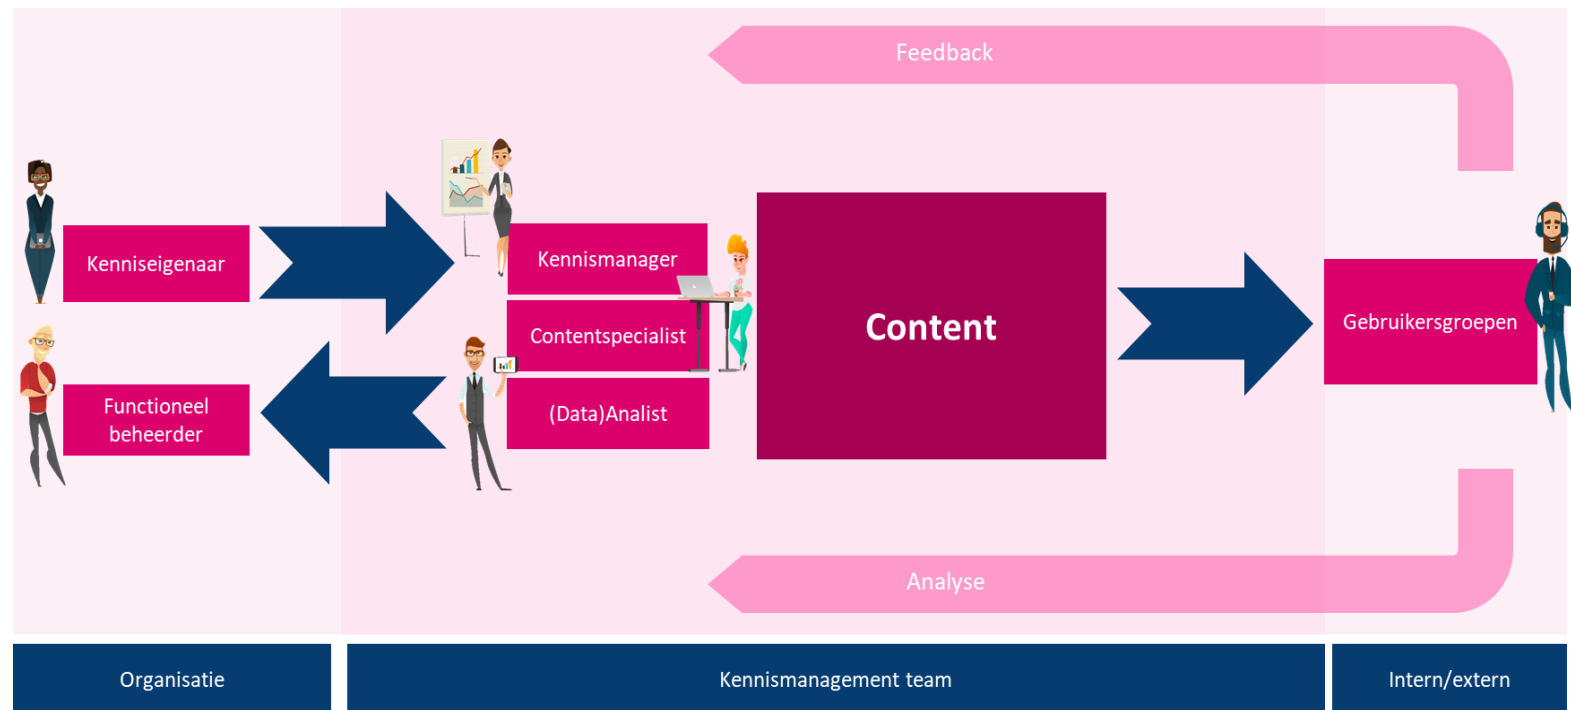 Feedback
Kenniseigenaar
Functioneel
beheerder
Kennismanager
Contentspecialist
(Data)Analist
Content
Gebruikersgroepen
Analyse
Organisatie
Kennismanagement team
Intern/extern